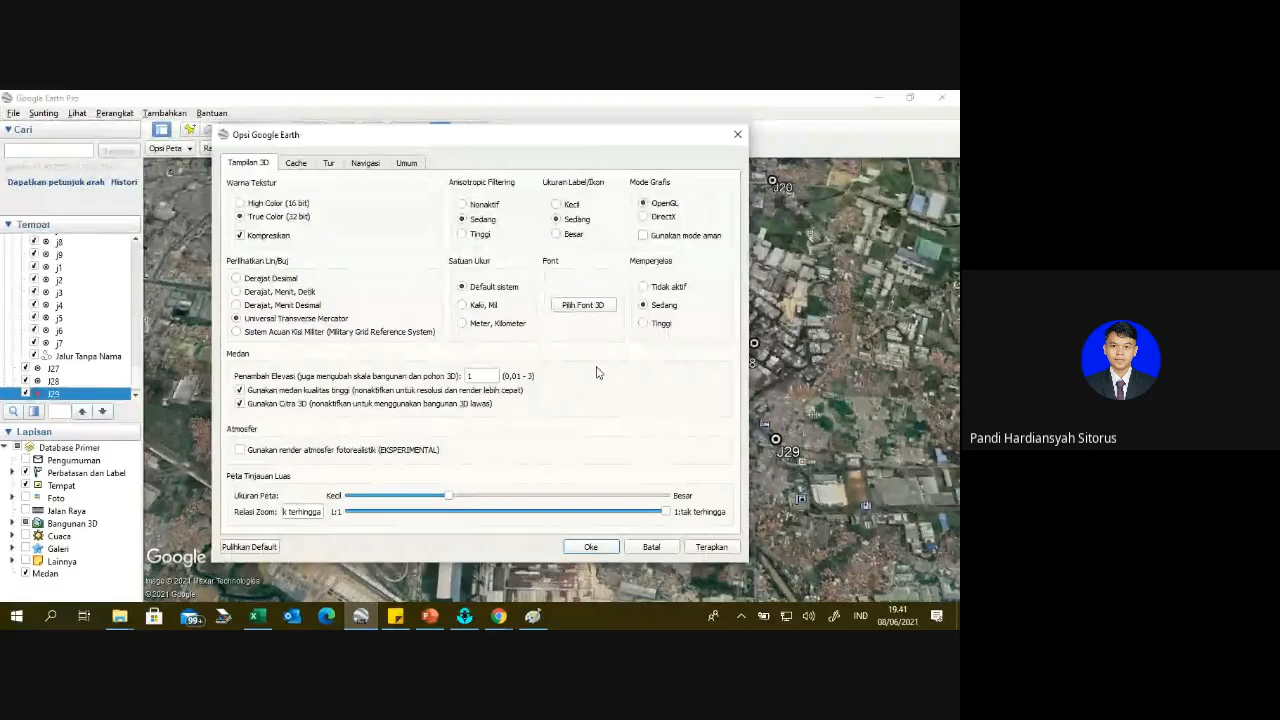 Google Earth Pro
File Sunting Lihat Perangkat Tambahkan Bantuan
Cari
Dapatkan petunjuk arah Histori
Tempat
j8
j9
j1
j2
j3
j4
j5
j6
j7
Jalur Tanpa Nama
J27
J28
J29
Lapisan
Database Primer
Pengumuman
Perbatasan dan Label
Tempat
Foto
Jalan Raya
Bangunan 3D
Cuaca
Galeri
Lainnya
Medan
Opsi Peta
Opsi Google Earth
Tampilan 3D Cache Tur Navigasi Umum
Warna Tekstur
High Color (16 bit)
True Color (32 bit)
Kompresikan
Anisotropic Filtering
Nonaktif
Sedang
Tinggi
Ukuran Label/Ikon
Kecil
Sedang
Besar
Mode Grafis
OpenGL
DirectX
Gunakan mode aman
Perlihatkan Lin/Buj
Derajat Desimal
Derajat, Menit, Detik
Derajat, Menit Desimal
Universal Transverse Mercator
Sistem Acuan Kisi Militer (Military Grid Reference System)
Satuan Ukur
Default sistem
Kaki, Mil
Meter, Kilometer
Font
Pilih Font 3D
Memperjelas
Tidak aktif
Sedang
Tinggi
Medan
Penambah Elevasi (juga mengubah skala bangunan dan pohon 3D): 1 (0,01 - 3)
Gunakan medan kualitas tinggi (nonaktifkan untuk resolusi dan render lebih cepat)
Gunakan Citra 3D (nonaktifkan untuk menggunakan bangunan 3D lawas)
Atmosfer
Gunakan render atmosfer fotorealistik (EKSPERIMENTAL)
Peta Tinjauan Luas
Ukuran Peta: Kecil Besar
Relasi Zoom: k terhingga 1:1 1:tak terhingga
Pulihkan Default Oke Batal Terapkan
J20
8
J29
Google
Image © 2021 Maxar Technologies
© 2021 Google
99+
IND
19.41
08/06/2021
Pandi Hardiansyah Sitorus